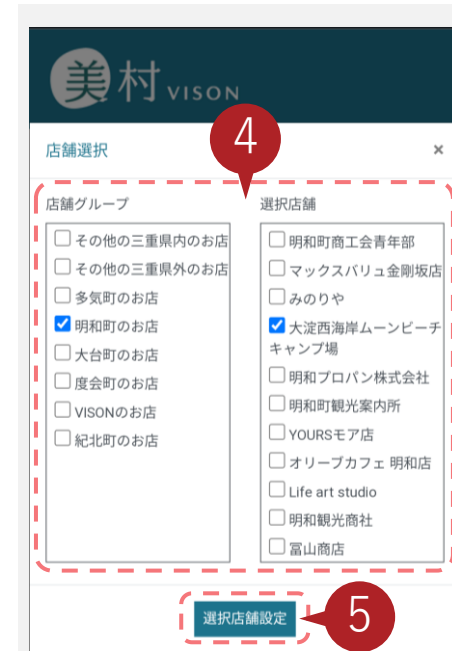 美村 VISON
4
店舗選択 ×
店舗グループ
その他の三重県内のお店
その他の三重県外のお店
多気町のお店
明和町のお店
大台町のお店
度会町のお店
VISONのお店
紀北町のお店
選択店舗
明和町商工会青年部
マックスバリュ金剛坂店
みのりや
大淀西海岸ムーンビーチ
キャンプ場
明和プロパン株式会社
明和町観光案内所
YOURSモア店
オリーブカフェ 明和店
Life art studio
明和観光商社
冨山商店
選択店舗設定
5